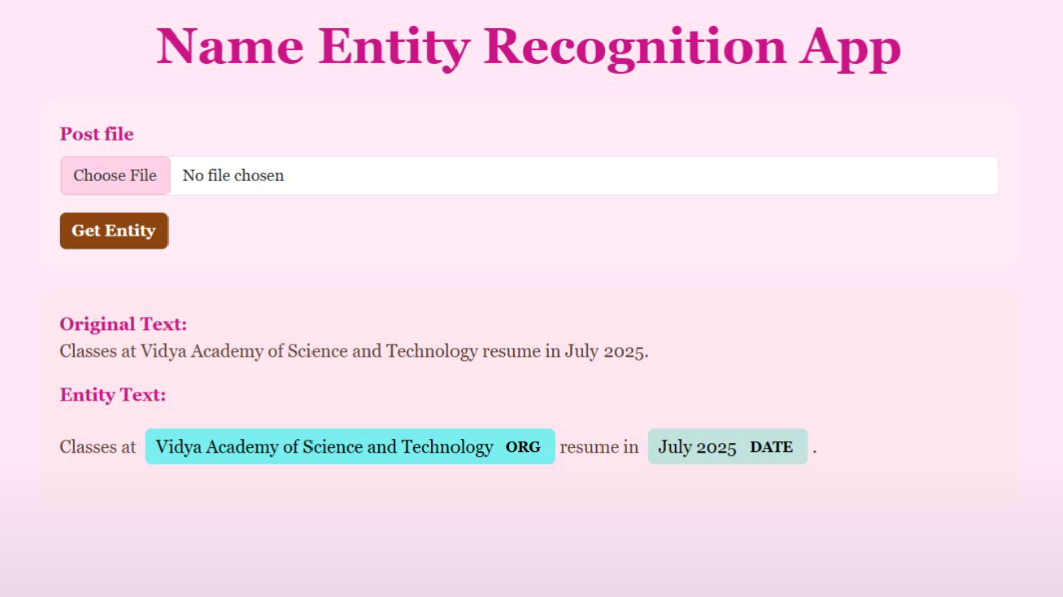 Name Entity Recognition App
Post file
Choose File No file chosen
Get Entity
Original Text:
Classes at Vidya Academy of Science and Technology resume in July 2025.
Entity Text:
Classes at Vidya Academy of Science and Technology ORG resume in July 2025 DATE .